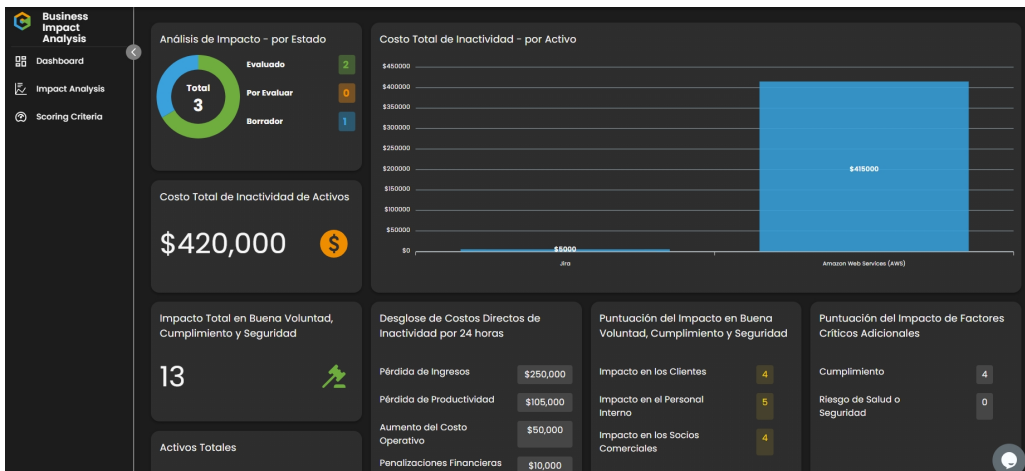 Business
Impact
Analysis
Dashboard
Impact Analysis
Scoring Criteria
Análisis de Impacto - por Estado
Total
3
Evaluado
2
Por Evaluar
0
Borrador
1
Costo Total de Inactividad - por Activo
$450000
$400000
$350000
$300000
$250000
$200000
$150000
$100000
$50000
$0
$5000
$415000
Jira
Amazon Web Services (AWS)
Costo Total de Inactividad de Activos
$420,000
$
Impacto Total en Buena Voluntad,
Cumplimiento y Seguridad
13
Desglose de Costos Directos de
Inactividad por 24 horas
Pérdida de Ingresos
$250,000
Pérdida de Productividad
$105,000
Aumento del Costo
Operativo
$50,000
Penalizaciones Financieras
$10,000
Puntuación del Impacto en Buena
Voluntad, Cumplimiento y Seguridad
Impacto en los Clientes
4
Impacto en el Personal
Interno
5
Impacto en los Socios
Comerciales
4
Puntuación del Impacto de Factores
Críticos Adicionales
Cumplimiento
4
Riesgo de Salud o
Seguridad
0
Activos Totales